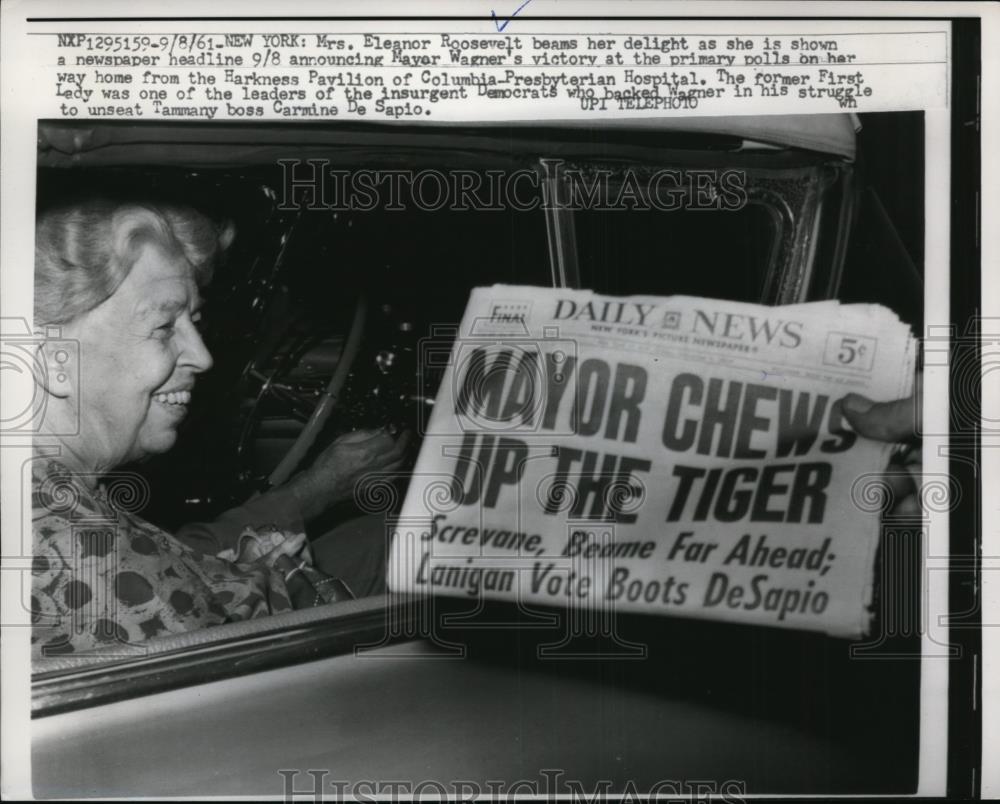 NXP1295159-9/8/61-NEW YORK: Mrs. Eleanor Roosevelt beams her delight as she is shown
a newspaper headline 9/8 announcing Mayor Wagner's victory at the primary polls on her
way home from the Harkness Pavilion of Columbia-Presbyterian Hospital. The former First
Lady was one of the leaders of the insurgent Democrats who backed Wagner in his struggle
to unseat Tammany boss Carmine De Sapio. UPI TELEPHOTO wh
HISTORIC IMAGES
FINAL
DAILY NEWS
NEW YORK'S PICTURE NEWSPAPER
5¢
MAYOR CHEWS
UP THE TIGER
Screvane, Beame Far Ahead;
Lanigan Vote Boots DeSapio
HISTORIC IMAGES